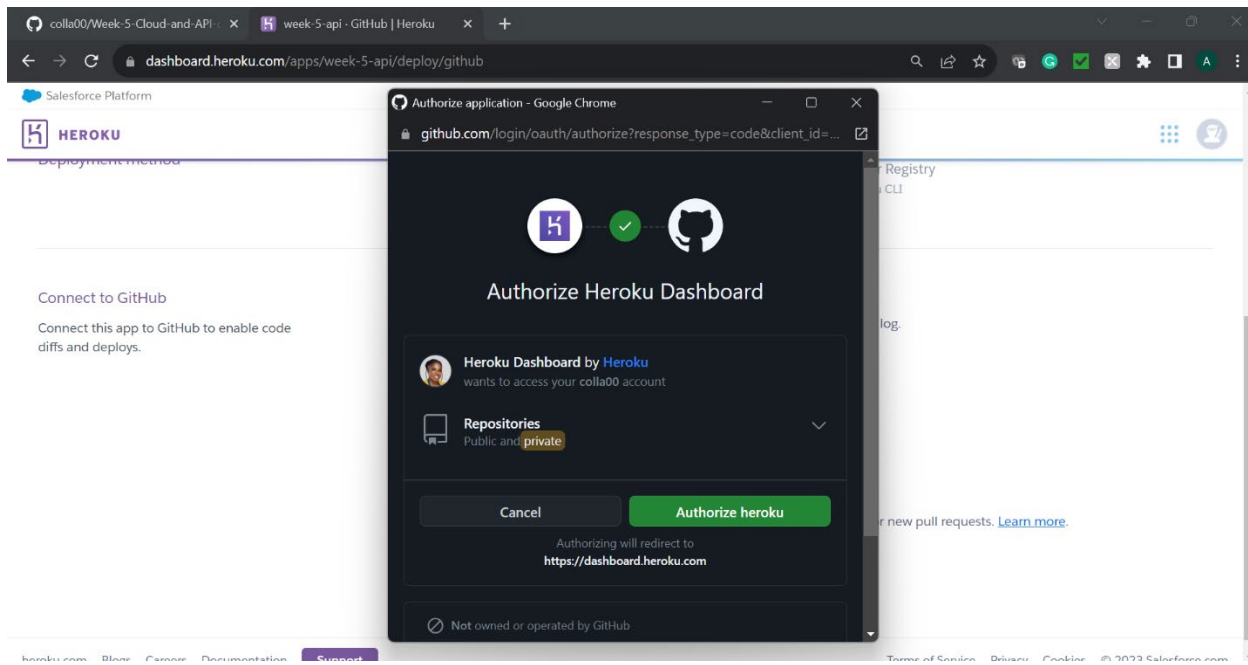 colla00/Week-5-Cloud-and-API-
week-5-api · GitHub | Heroku
dashboard.heroku.com/apps/week-5-api/deploy/github
A
Salesforce Platform
HEROKU
Deployment method
Registry
CLI
Connect to GitHub
Connect this app to GitHub to enable code
diffs and deploys.
log.
new pull requests. Learn more.
Authorize application - Google Chrome
github.com/login/oauth/authorize?response_type=code&client_id=...
Authorize Heroku Dashboard
Heroku Dashboard by Heroku
wants to access your colla00 account
Repositories
Public and private
Cancel
Authorize heroku
Authorizing will redirect to
https://dashboard.heroku.com
Not owned or operated by GitHub
heroku.com Blogs Careers Documentation Support
Terms of Service Privacy Cookies © 2023 Salesforce.com